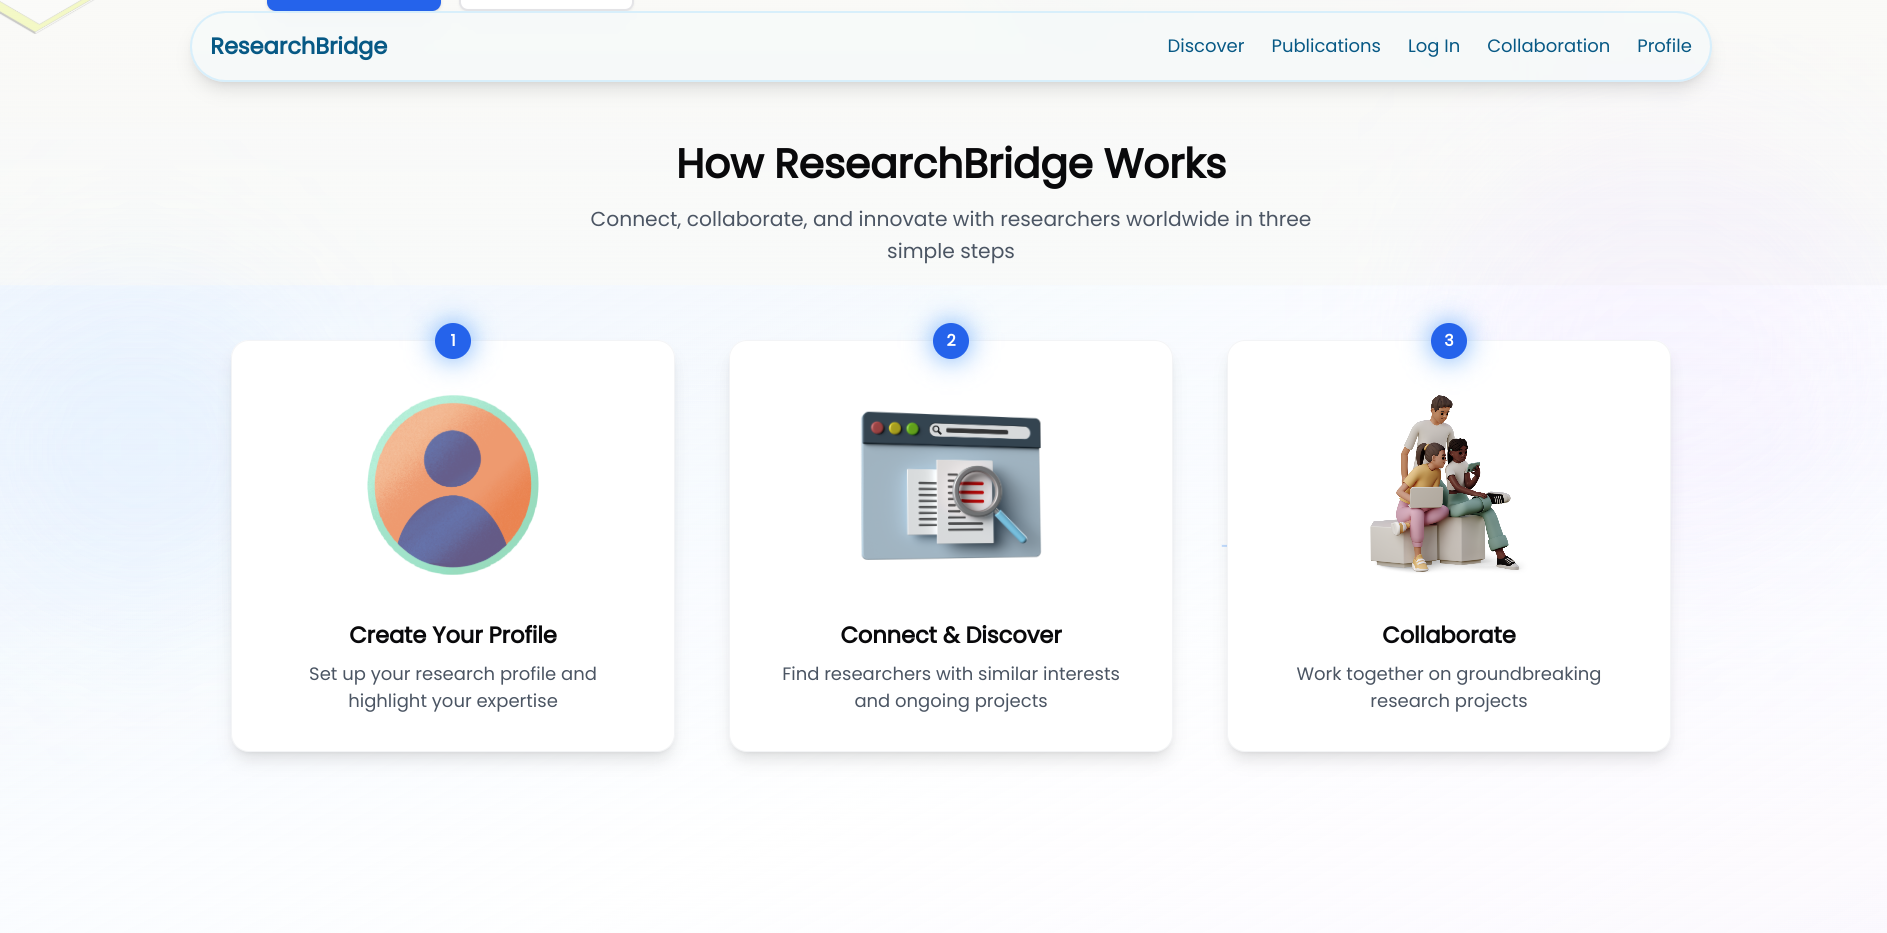 ResearchBridge
Discover Publications Log In Collaboration Profile
How ResearchBridge Works
Connect, collaborate, and innovate with researchers worldwide in three
simple steps
1
2
3
Create Your Profile
Set up your research profile and
highlight your expertise
Connect & Discover
Find researchers with similar interests
and ongoing projects
Collaborate
Work together on groundbreaking
research projects